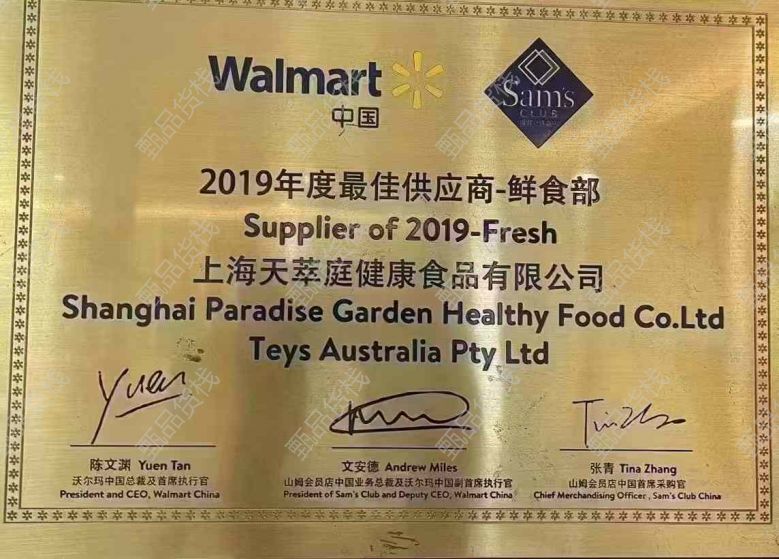 Walmart
中国
Sam's
CLUB
2019年度最佳供应商-鲜食部
Supplier of 2019-Fresh
上海天萃庭健康食品有限公司
Shanghai Paradise Garden Healthy Food Co.Ltd
Teys Australia Pty Ltd
陈文渊 Yuen Tan
沃尔玛中国总裁及首席执行官
President and CEO, Walmart China
文安德 Andrew Miles
山姆会员店中国业务总裁及沃尔玛中国副首席执行官
President of Sam's Club and Deputy CEO, Walmart China
张青 Tina Zhang
山姆会员店中国首席采购官
Chief Merchandising Officer, Sam's Club China
甄品货栈